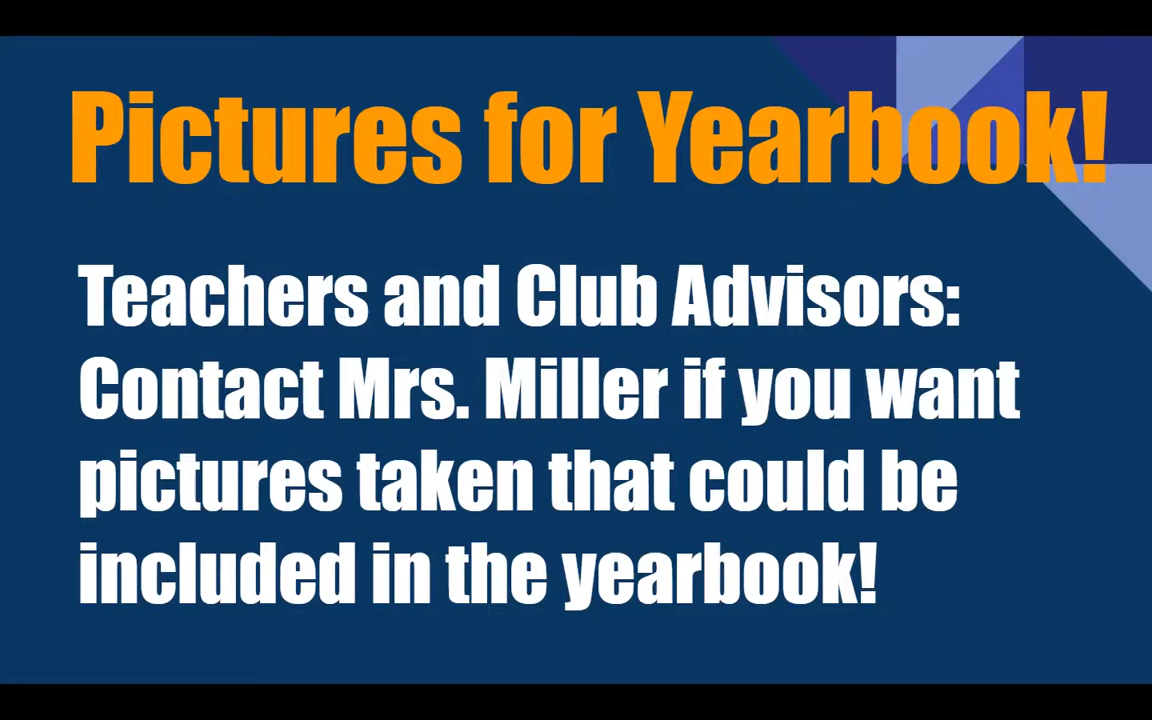 Pictures for Yearbook!
Teachers and Club Advisors:
Contact Mrs. Miller if you want
pictures taken that could be
included in the yearbook!